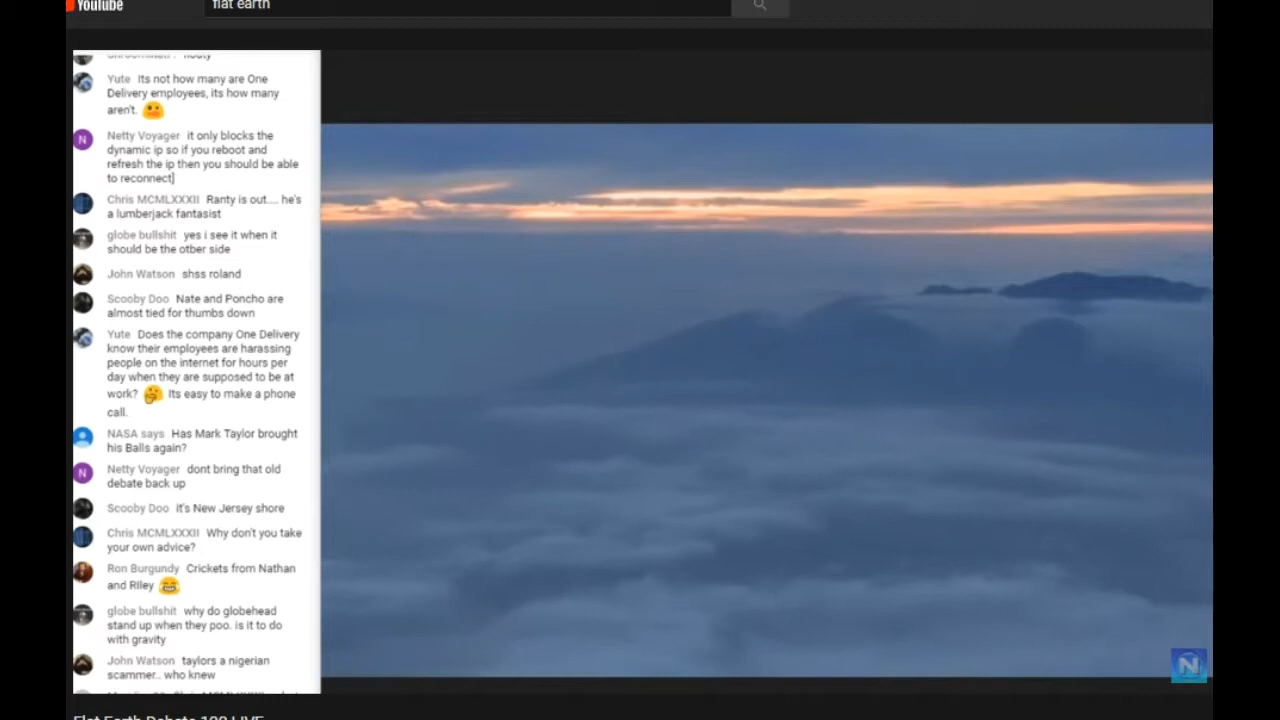 YouTube
flat earth
Yute Its not how many are One
Delivery employees, its how many
aren't.
N
Netty Voyager it only blocks the
dynamic ip so if you reboot and
refresh the ip then you should be able
to reconnect]
Chris MCMLXXXII Ranty is out.... he's
a lumberjack fantasist
globe bullshit yes i see it when it
should be the otber side
John Watson shss roland
Scooby Doo Nate and Poncho are
almost tied for thumbs down
Yute Does the company One Delivery
know their employees are harassing
people on the internet for hours per
day when they are supposed to be at
work? Its easy to make a phone
call.
NASA says Has Mark Taylor brought
his Balls again?
N
Netty Voyager dont bring that old
debate back up
Scooby Doo it's New Jersey shore
Chris MCMLXXXII Why don't you take
your own advice?
Ron Burgundy Crickets from Nathan
and RIley
globe bullshit why do globehead
stand up when they poo. is it to do
with gravity
John Watson taylors a nigerian
scammer.. who knew
N